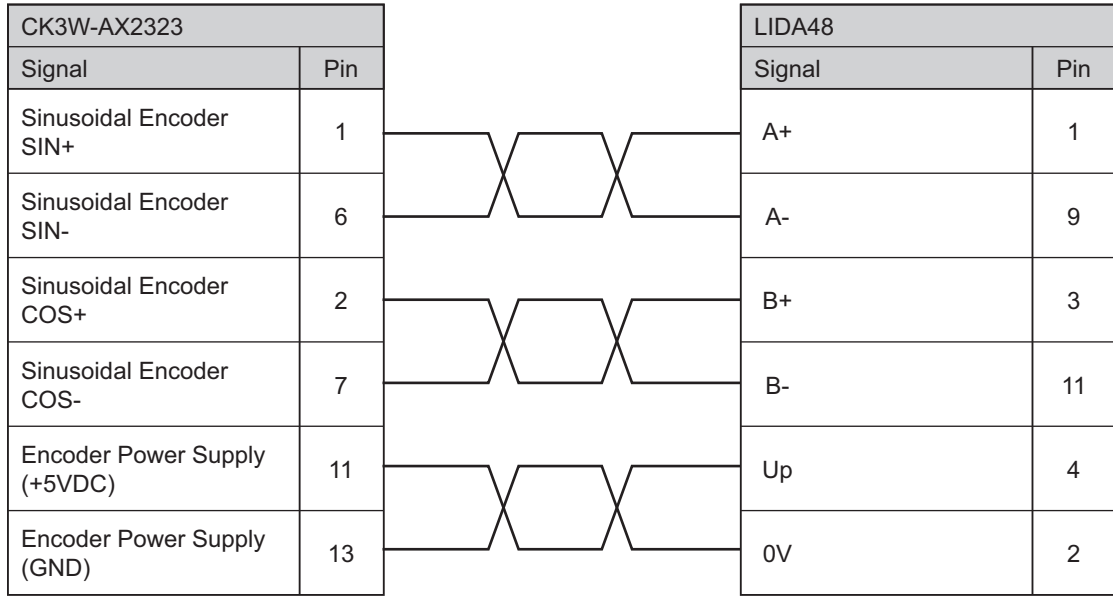 CK3W-AX2323
Signal Pin
Sinusoidal Encoder
SIN+
1
Sinusoidal Encoder
SIN-
6
Sinusoidal Encoder
COS+
2
Sinusoidal Encoder
COS-
7
Encoder Power Supply
(+5VDC)
11
Encoder Power Supply
(GND)
13
LIDA48
Signal Pin
A+ 1
A- 9
B+ 3
B- 11
Up 4
0V 2